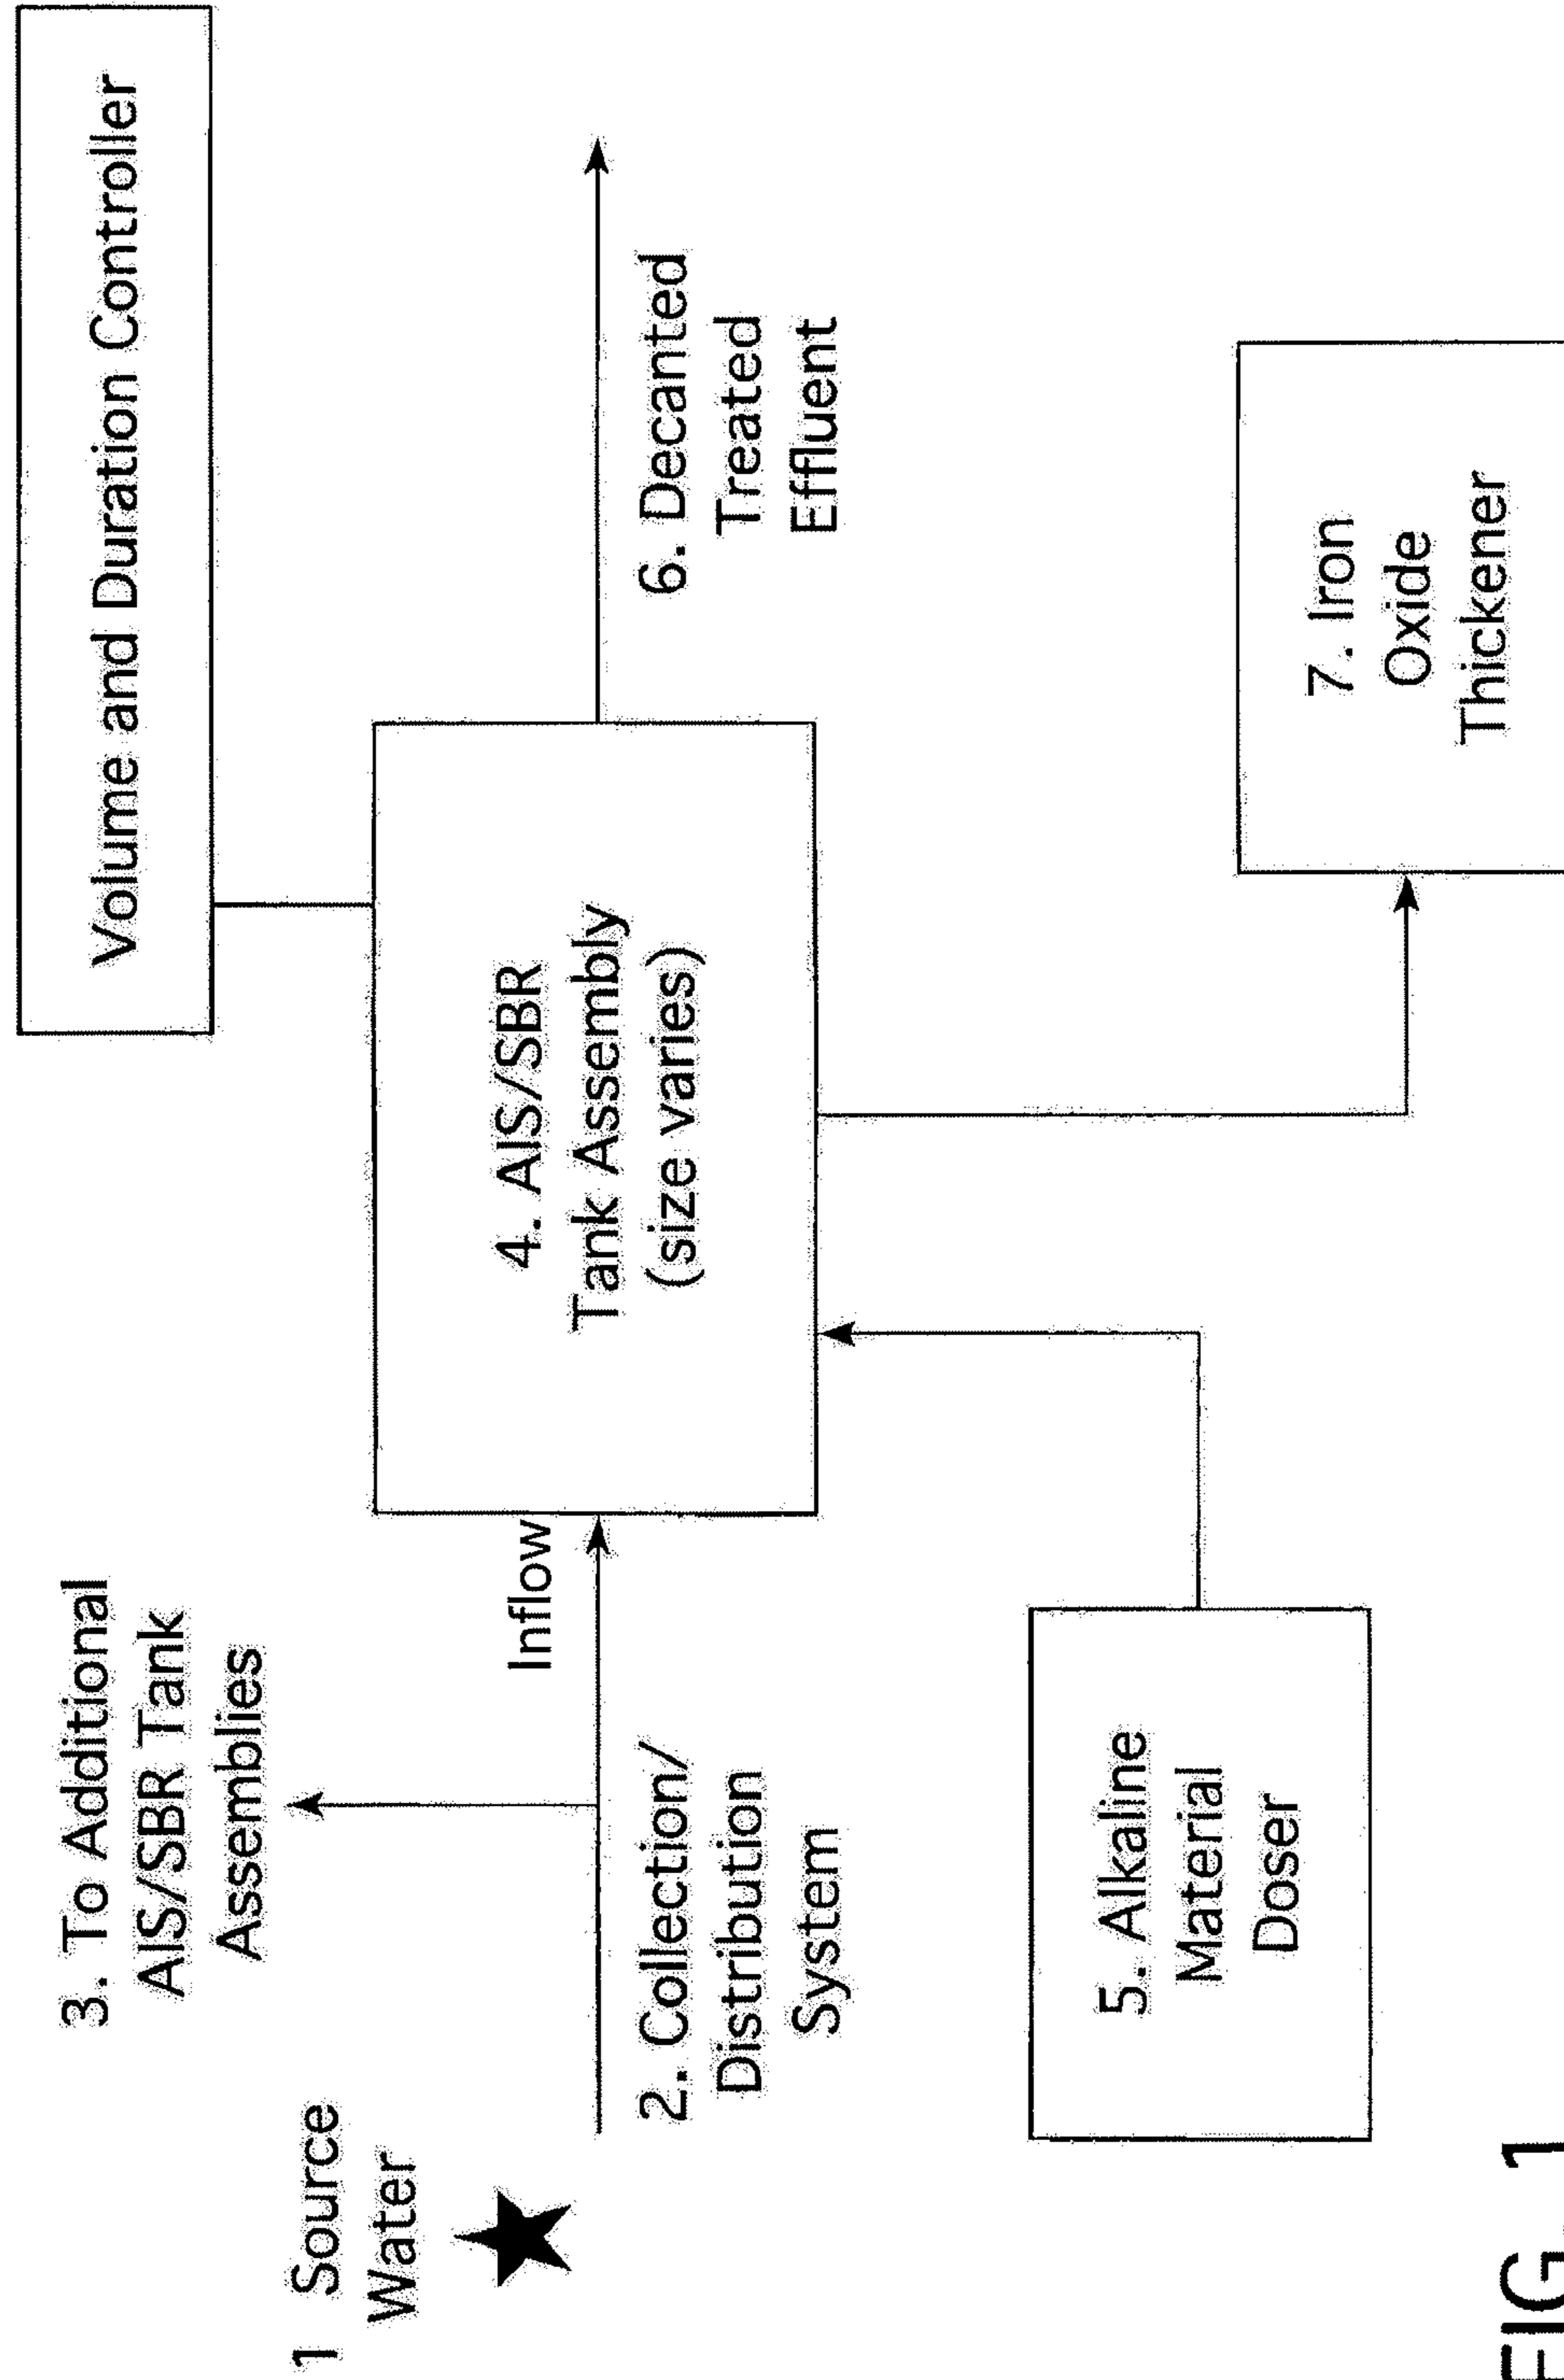 Volume and Duration Controller
3. To Additional
AIS/SBR Tank
Assemblies
1 Source
Water
Inflow
4. AIS/SBR
Tank Assembly
(size varies)
2. Collection/
Distribution
System
6. Decanted
Treated
Effluent
5. Alkaline
Material
Doser
7. Iron
Oxide
Thickener
FIG. 1